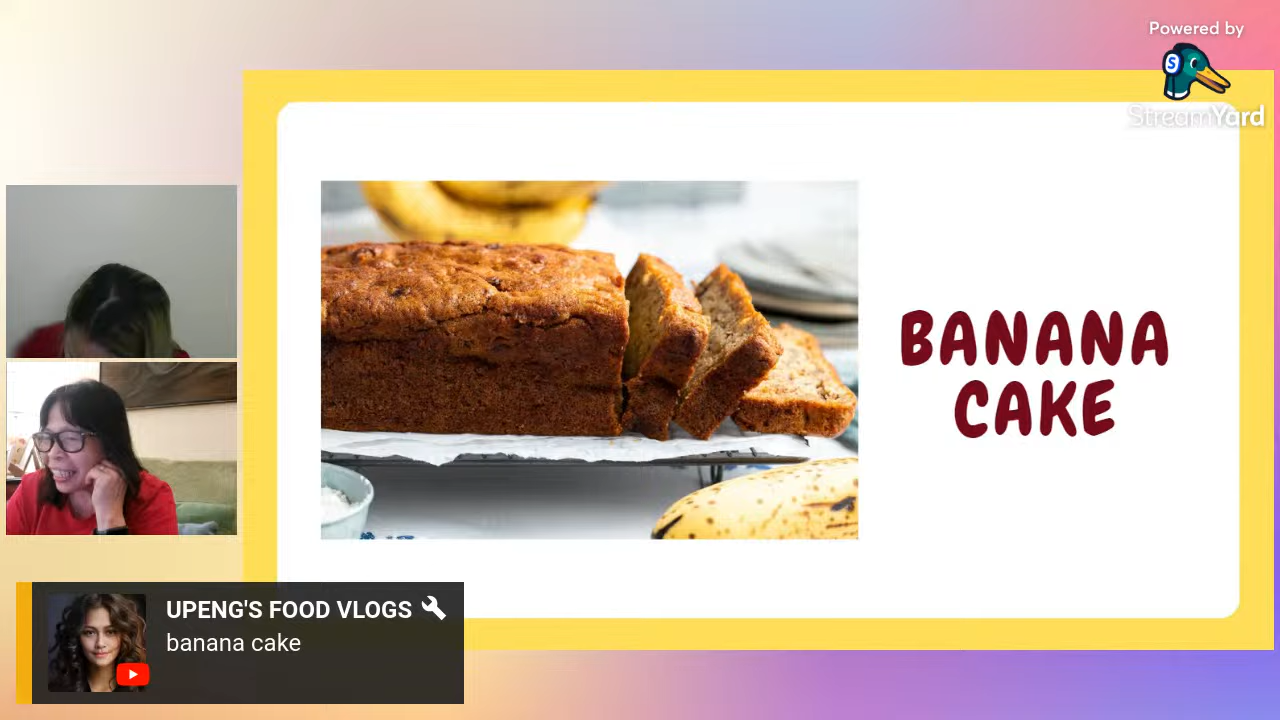 Powered by
S
StreamYard
BANANA
CAKE
UPENG'S FOOD VLOGS
banana cake